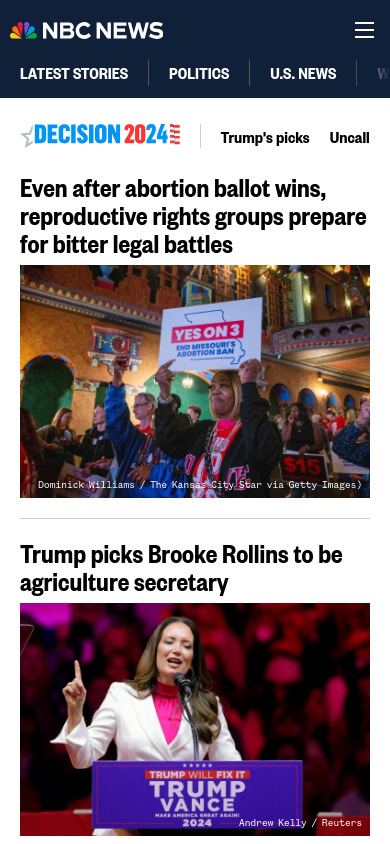 NBC NEWS
LATEST STORIES
POLITICS
U.S. NEWS
DECISION 2024
Trump's picks
Uncall
Even after abortion ballot wins,
reproductive rights groups prepare
for bitter legal battles
YES ON 3
END MISSOURI'S
ABORTION BAN
$15
Dominick Williams / The Kansas City Star via Getty Images)
Trump picks Brooke Rollins to be
agriculture secretary
TRUMP WILL FIX IT
TRUMP
VANCE
MAKE AMERICA GREAT AGAIN!
2024
Andrew Kelly / Reuters